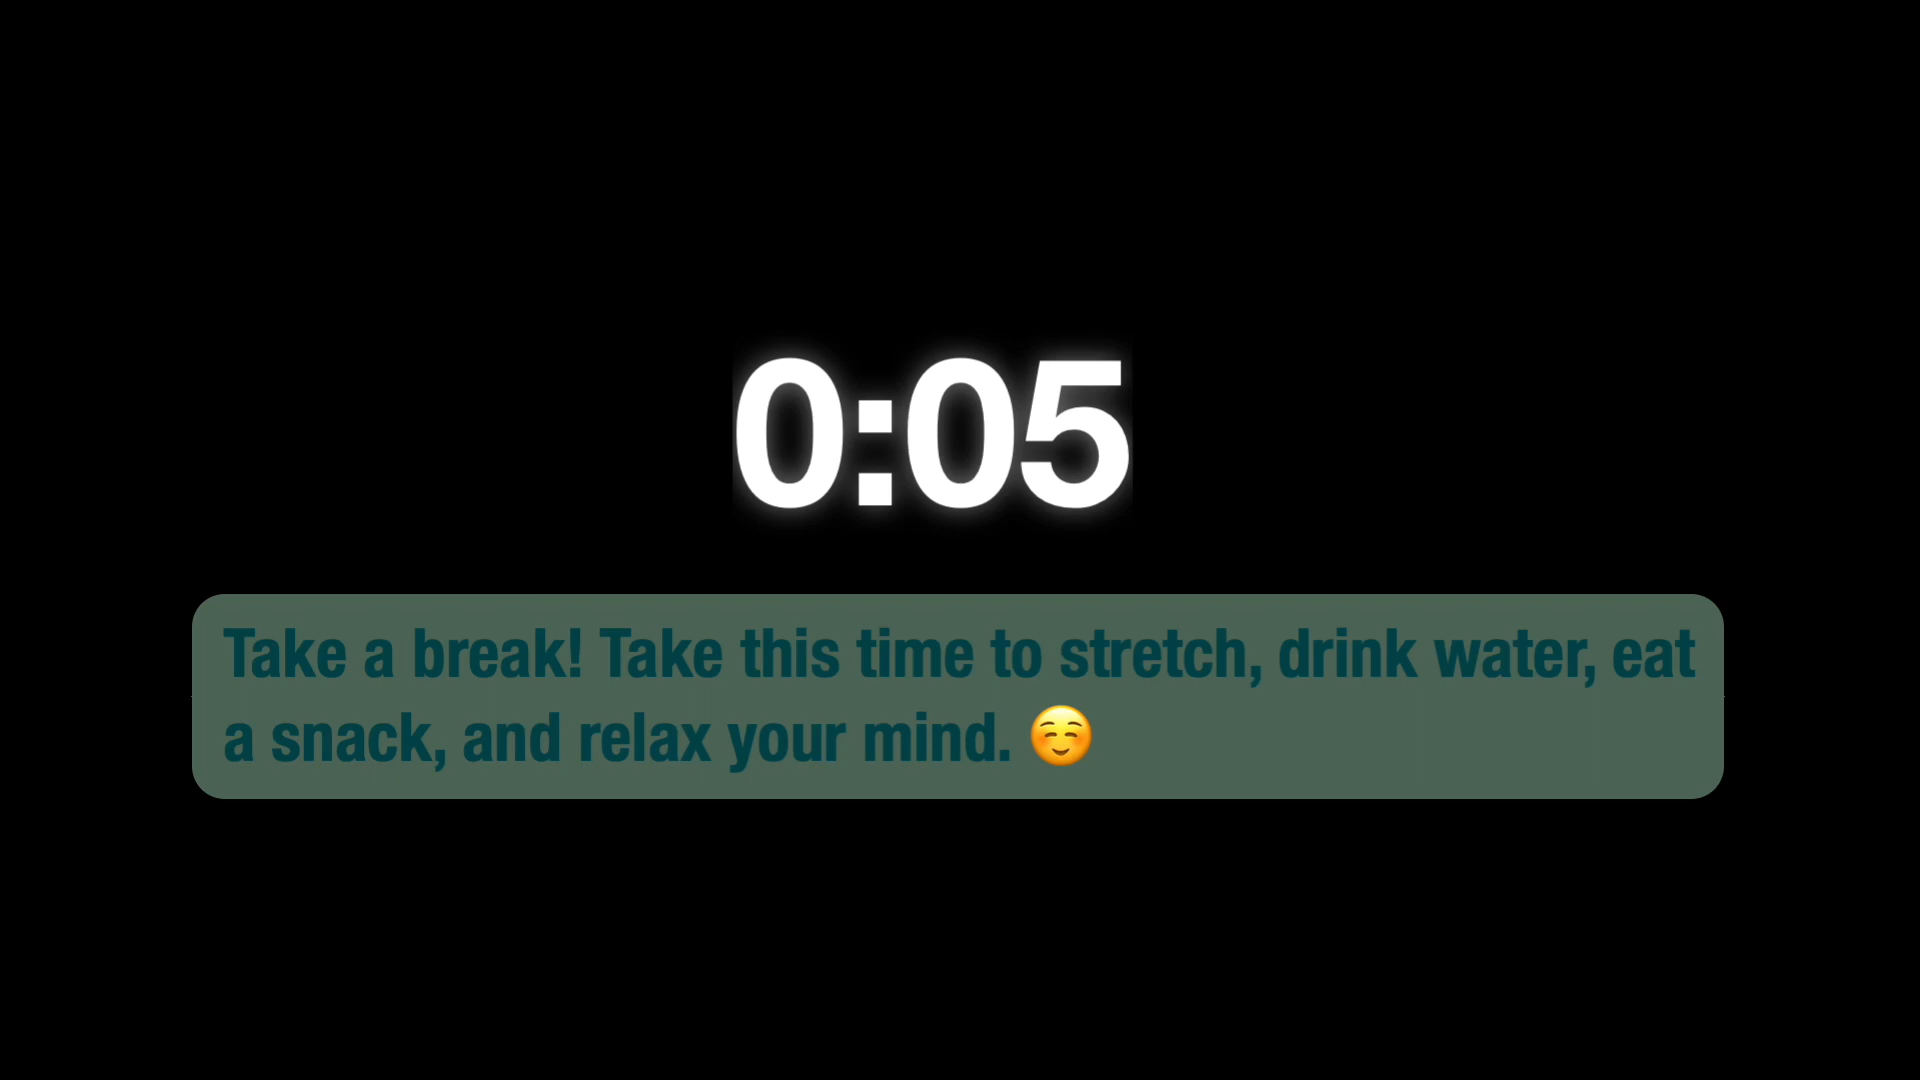 0:05
Take a break! Take this time to stretch, drink water, eat
a snack, and relax your mind. ☺️